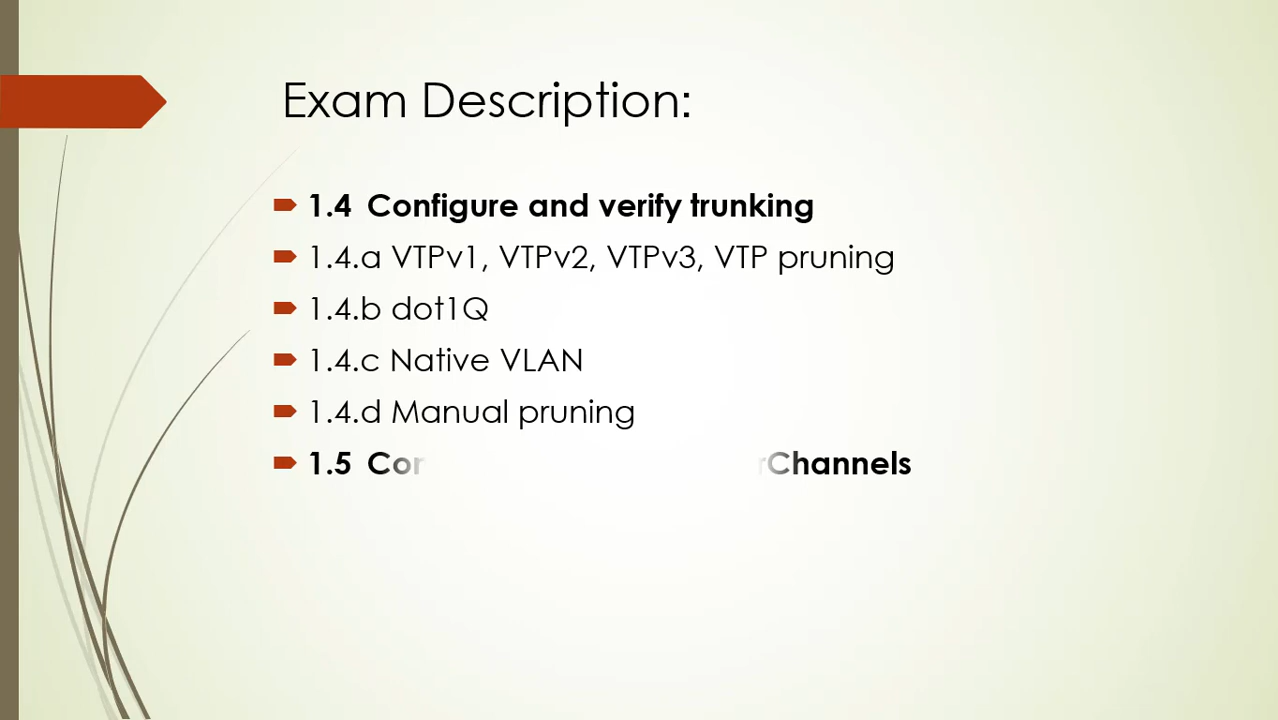 Exam Description:
1.4 Configure and verify trunking
1.4.a VTPv1, VTPv2, VTPv3, VTP pruning
1.4.b dot1Q
1.4.c Native VLAN
1.4.d Manual pruning
1.5